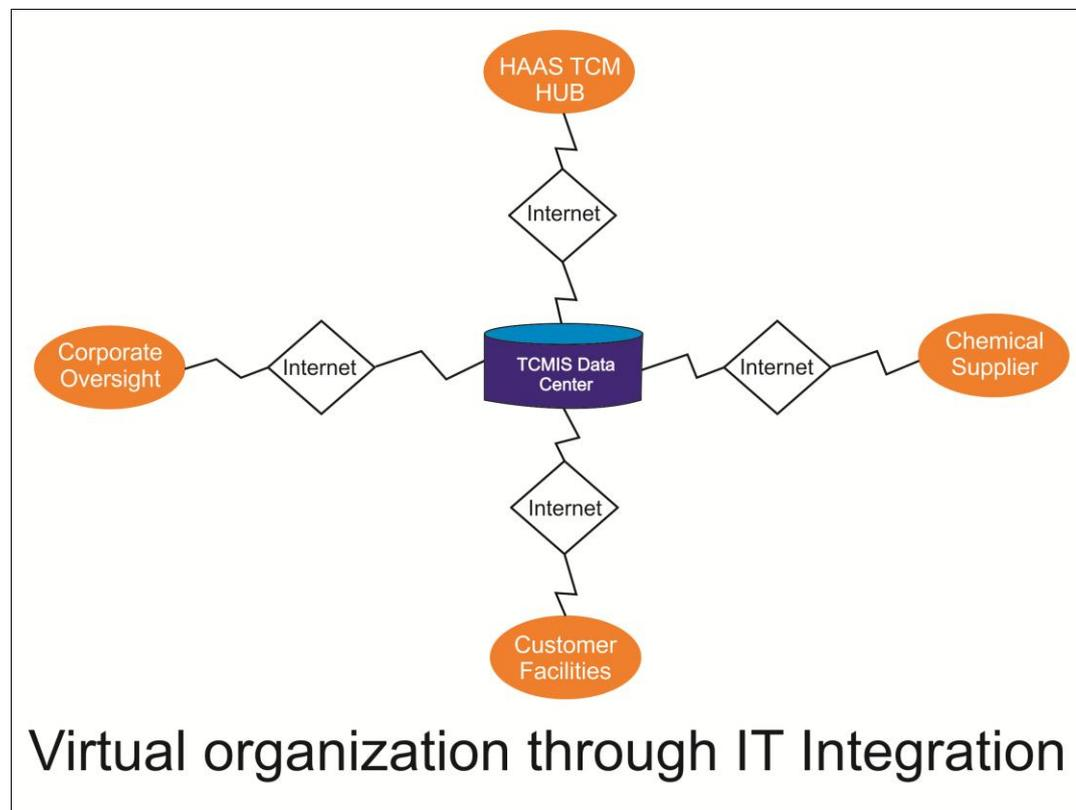 HAAS TCM
HUB
Internet
Corporate
Oversight
Internet
TCMIS Data
Center
Internet
Chemical
Supplier
Internet
Customer
Facilities
Virtual organization through IT Integration